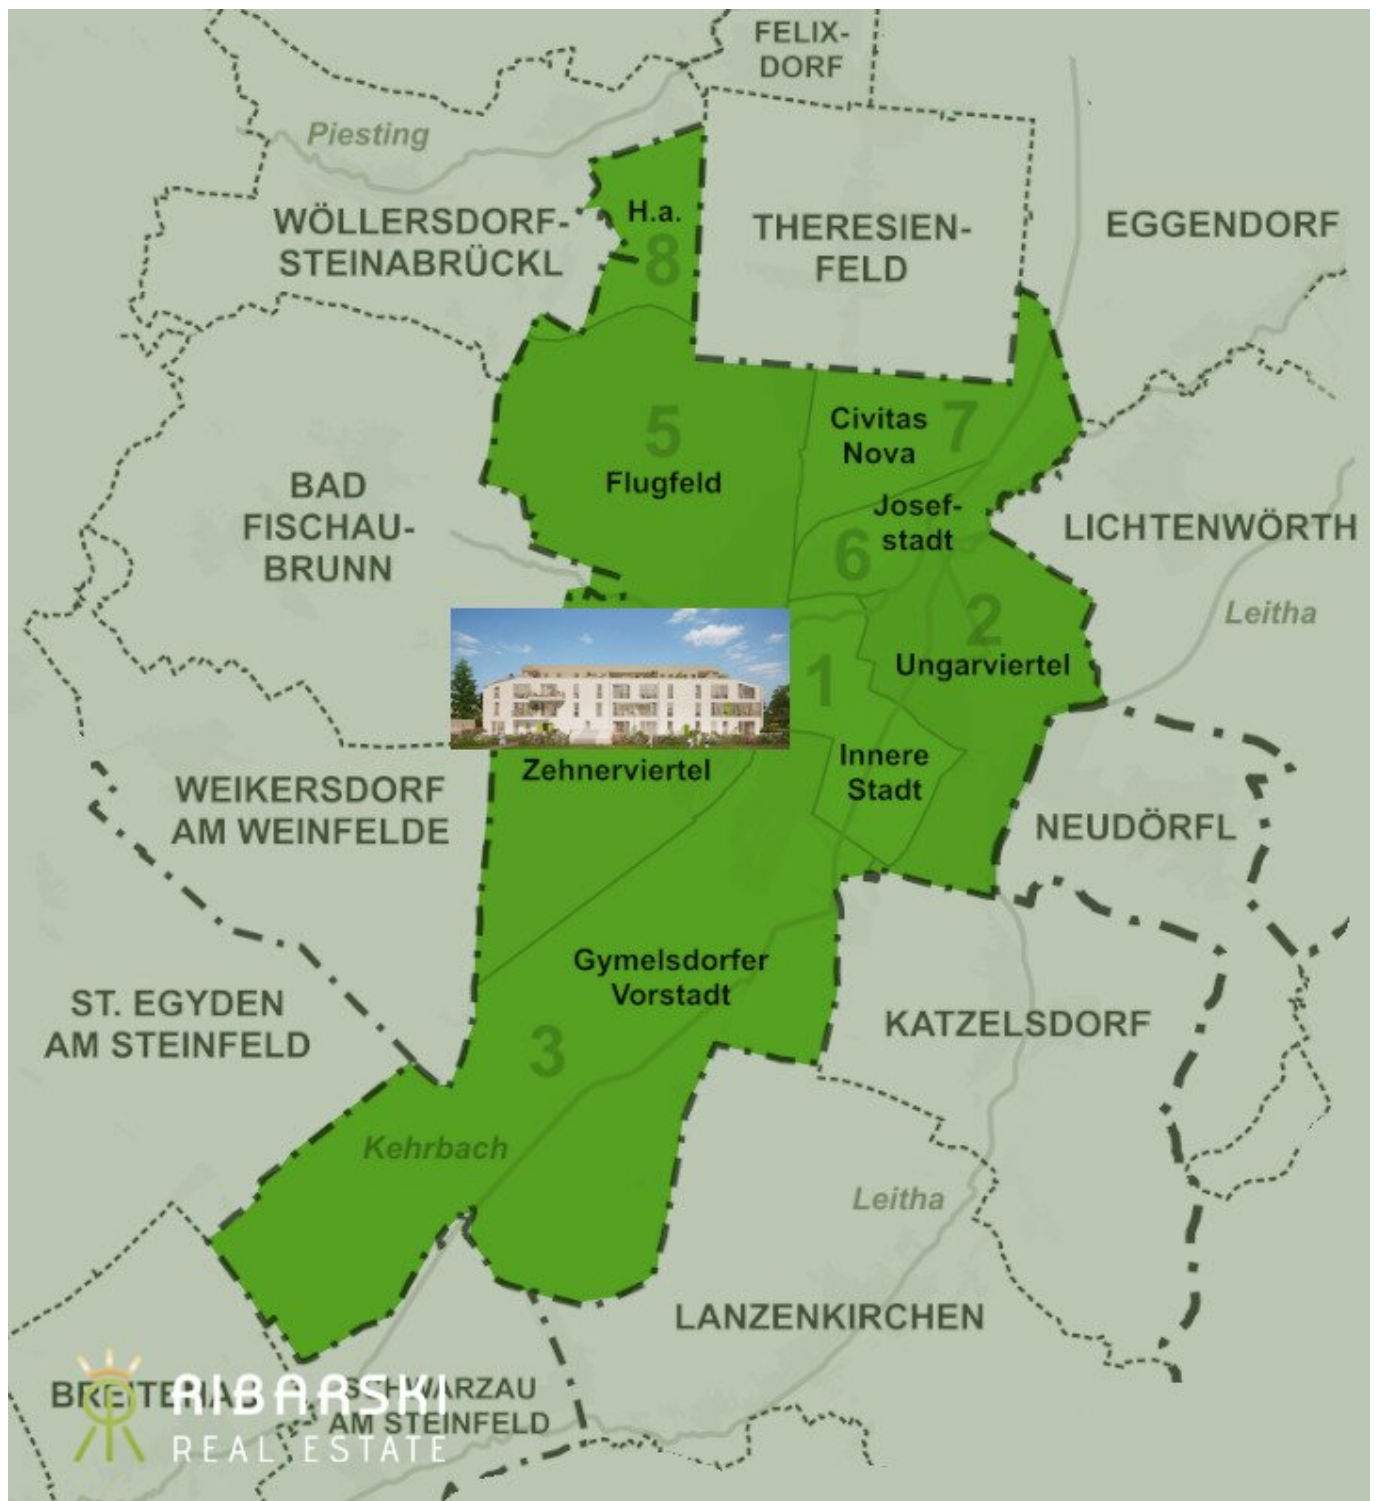 FELIX-
DORF
Piesting
WÖLLERSDORF-
STEINABRÜCKL
H.a.
8
THERESIEN-
FELD
EGGENDORF
5
Flugfeld
Civitas
Nova
7
BAD
FISCHAU-
BRUNN
Josef-
stadt
6
LICHTENWÖRTH
Leitha
2
Ungarviertel
1
Innere
Stadt
Zehnerviertel
WEIKERSDORF
AM WEINFELDE
NEUDÖRFL
Gymelsdorfer
Vorstadt
3
ST. EGYDEN
AM STEINFELD
KATZELSDORF
Kehrbach
Leitha
LANZENKIRCHEN
BREITENAU
SCHWARZAU
AM STEINFELD
RIBARSKI
REAL ESTATE